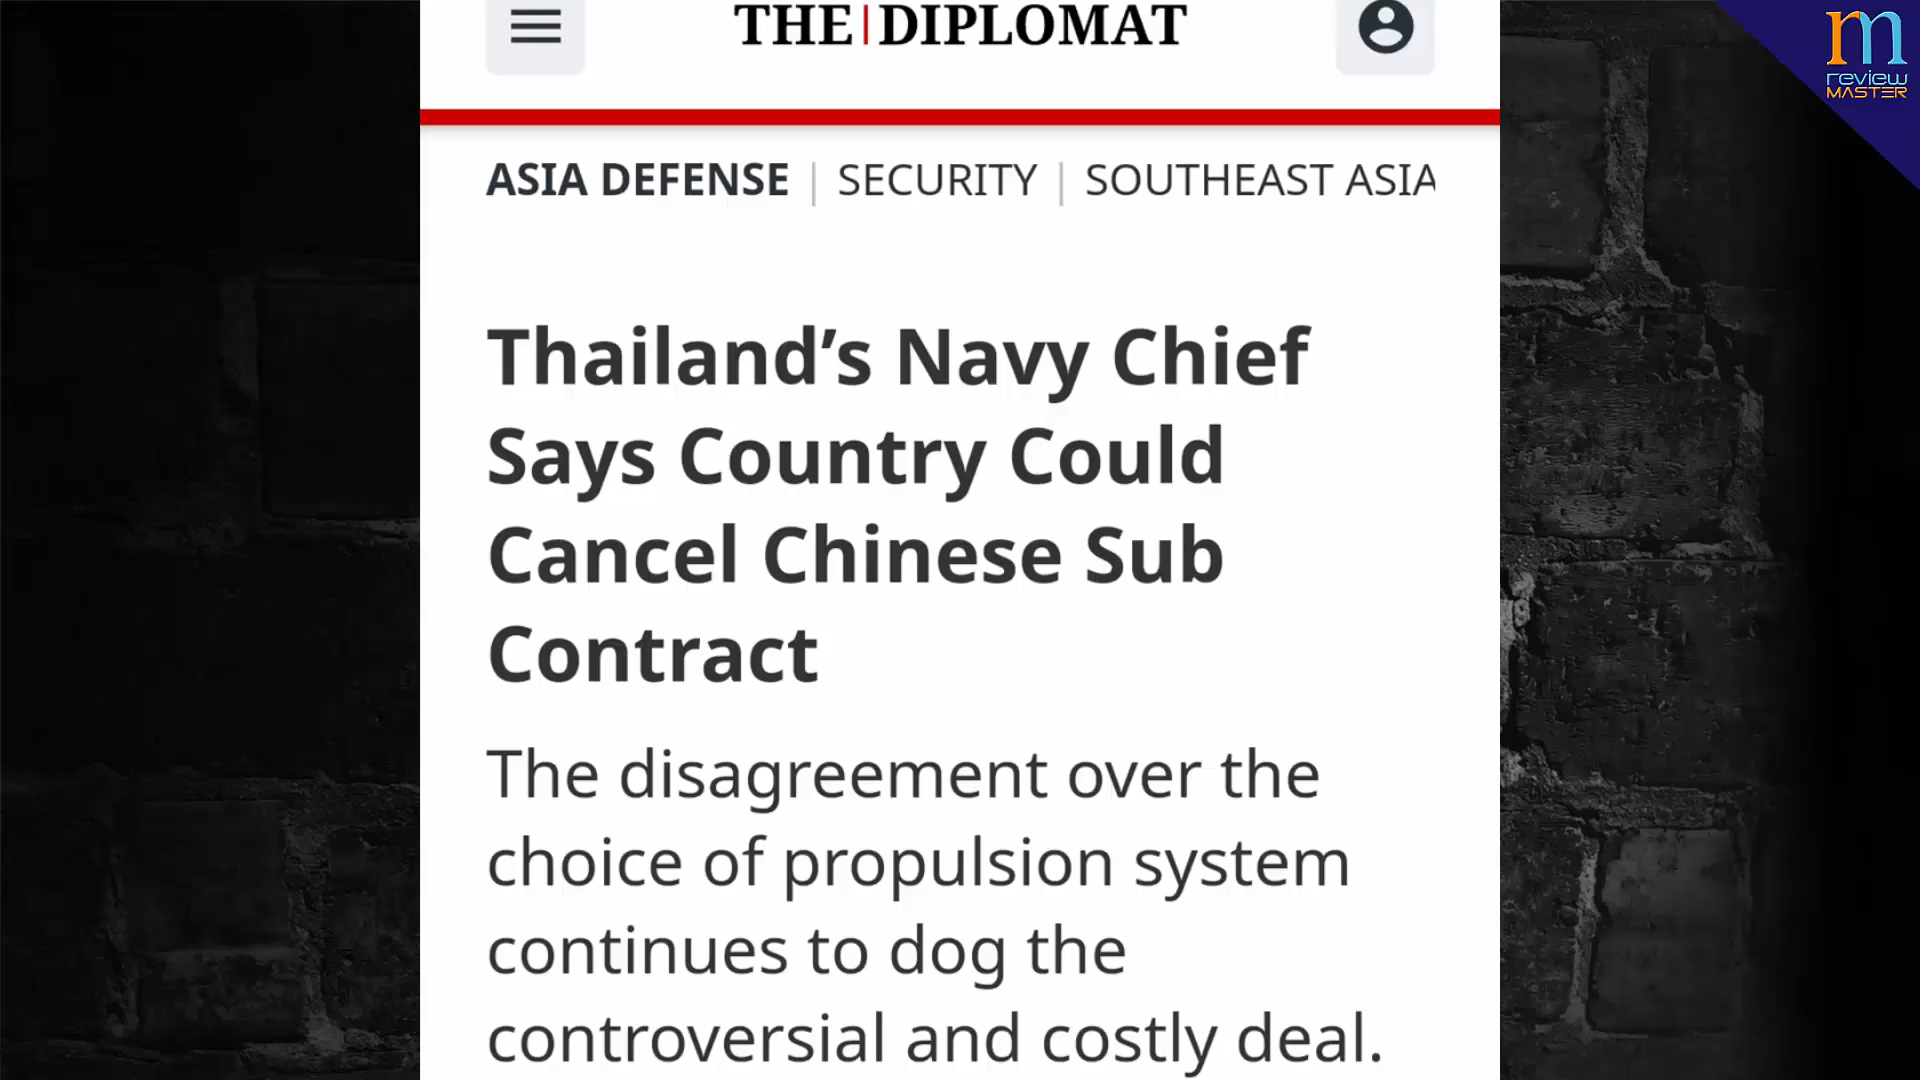 THE|DIPLOMAT
m
review
MASTER
ASIA DEFENSE | SECURITY | SOUTHEAST ASIA
Thailand’s Navy Chief
Says Country Could
Cancel Chinese Sub
Contract
The disagreement over the
choice of propulsion system
continues to dog the
controversial and costly deal.